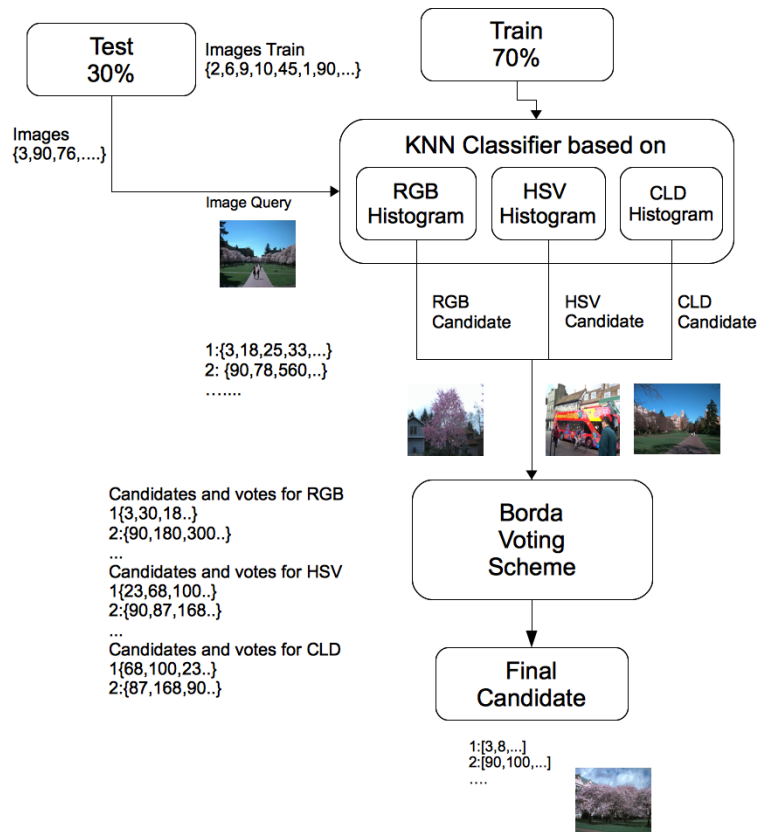 Test
30%
Images Train
{2,6,9,10,45,1,90,...}
Train
70%
Images
{3,90,76,....}
KNN Classifier based on
RGB
Histogram
HSV
Histogram
CLD
Histogram
Image Query
RGB
Candidate
HSV
Candidate
CLD
Candidate
1:{3,18,25,33,...}
2: {90,78,560,..}
…....
Candidates and votes for RGB
1{3,30,18..}
2:{90,180,300..}
...
Candidates and votes for HSV
1{23,68,100..}
2:{90,87,168..}
...
Candidates and votes for CLD
1{68,100,23..}
2:{87,168,90..}
Borda
Voting
Scheme
Final
Candidate
1:[3,8,...]
2:[90,100,...]
….